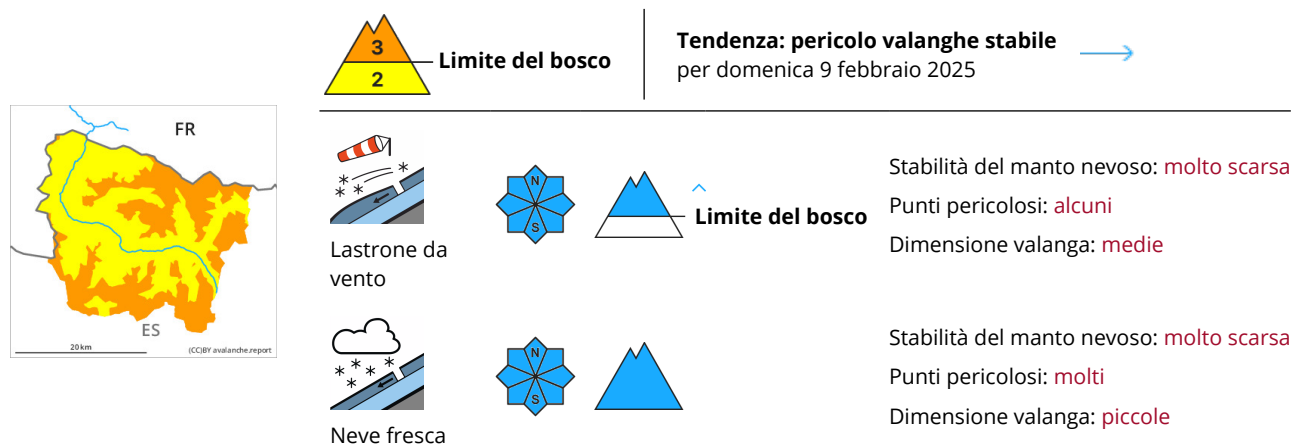 3
2
Limite del bosco
Tendenza: pericolo valanghe stabile
per domenica 9 febbraio 2025
FR
ES
20 km
(CC)BY avalanche.report
N
S
Limite del bosco
Lastrone da
vento
Stabilità del manto nevoso: molto scarsa
Punti pericolosi: alcuni
Dimensione valanga: medie
N
S
Neve fresca
Stabilità del manto nevoso: molto scarsa
Punti pericolosi: molti
Dimensione valanga: piccole